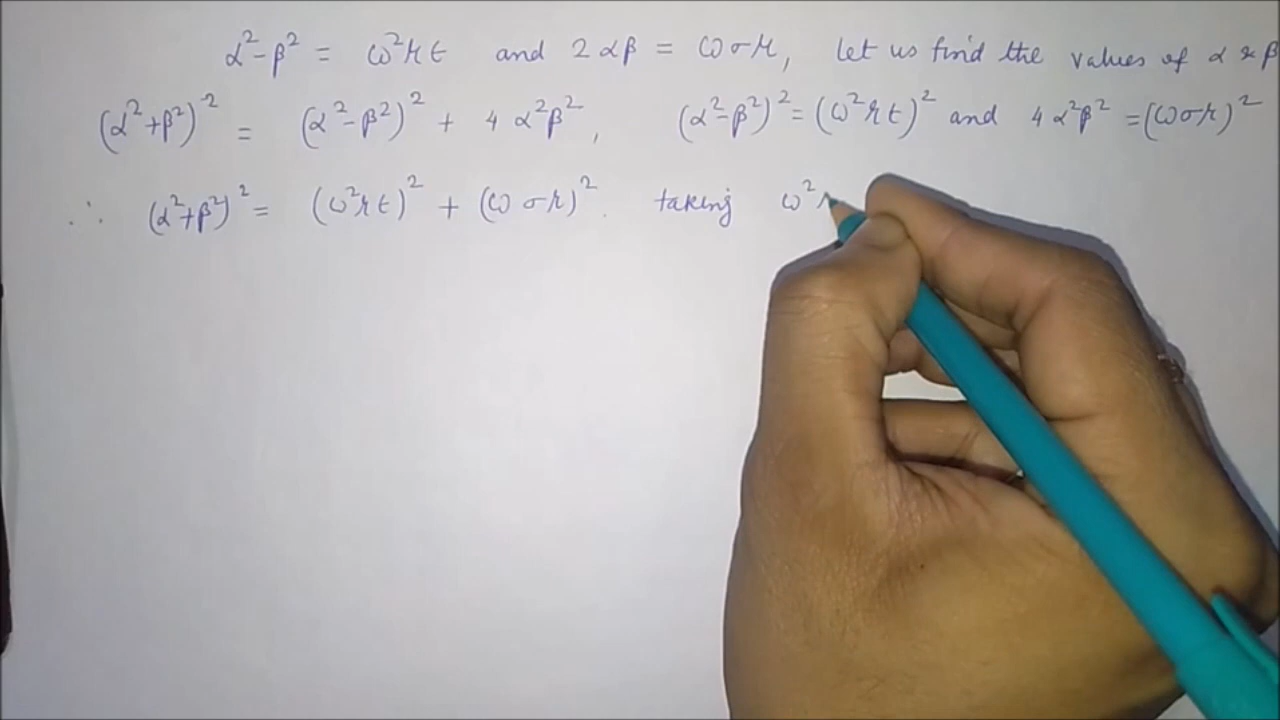 α²-β² = ω²μϵ and 2αβ = ωσμ, let us find the values of α & β
(α²+β²)² = (α²-β²)² + 4α²β², (α²-β²)² = (ω²μϵ)² and 4α²β² = (ωσμ)²
∴ (α²+β²)² = (ω²μϵ)² + (ωσμ)². taking ω²